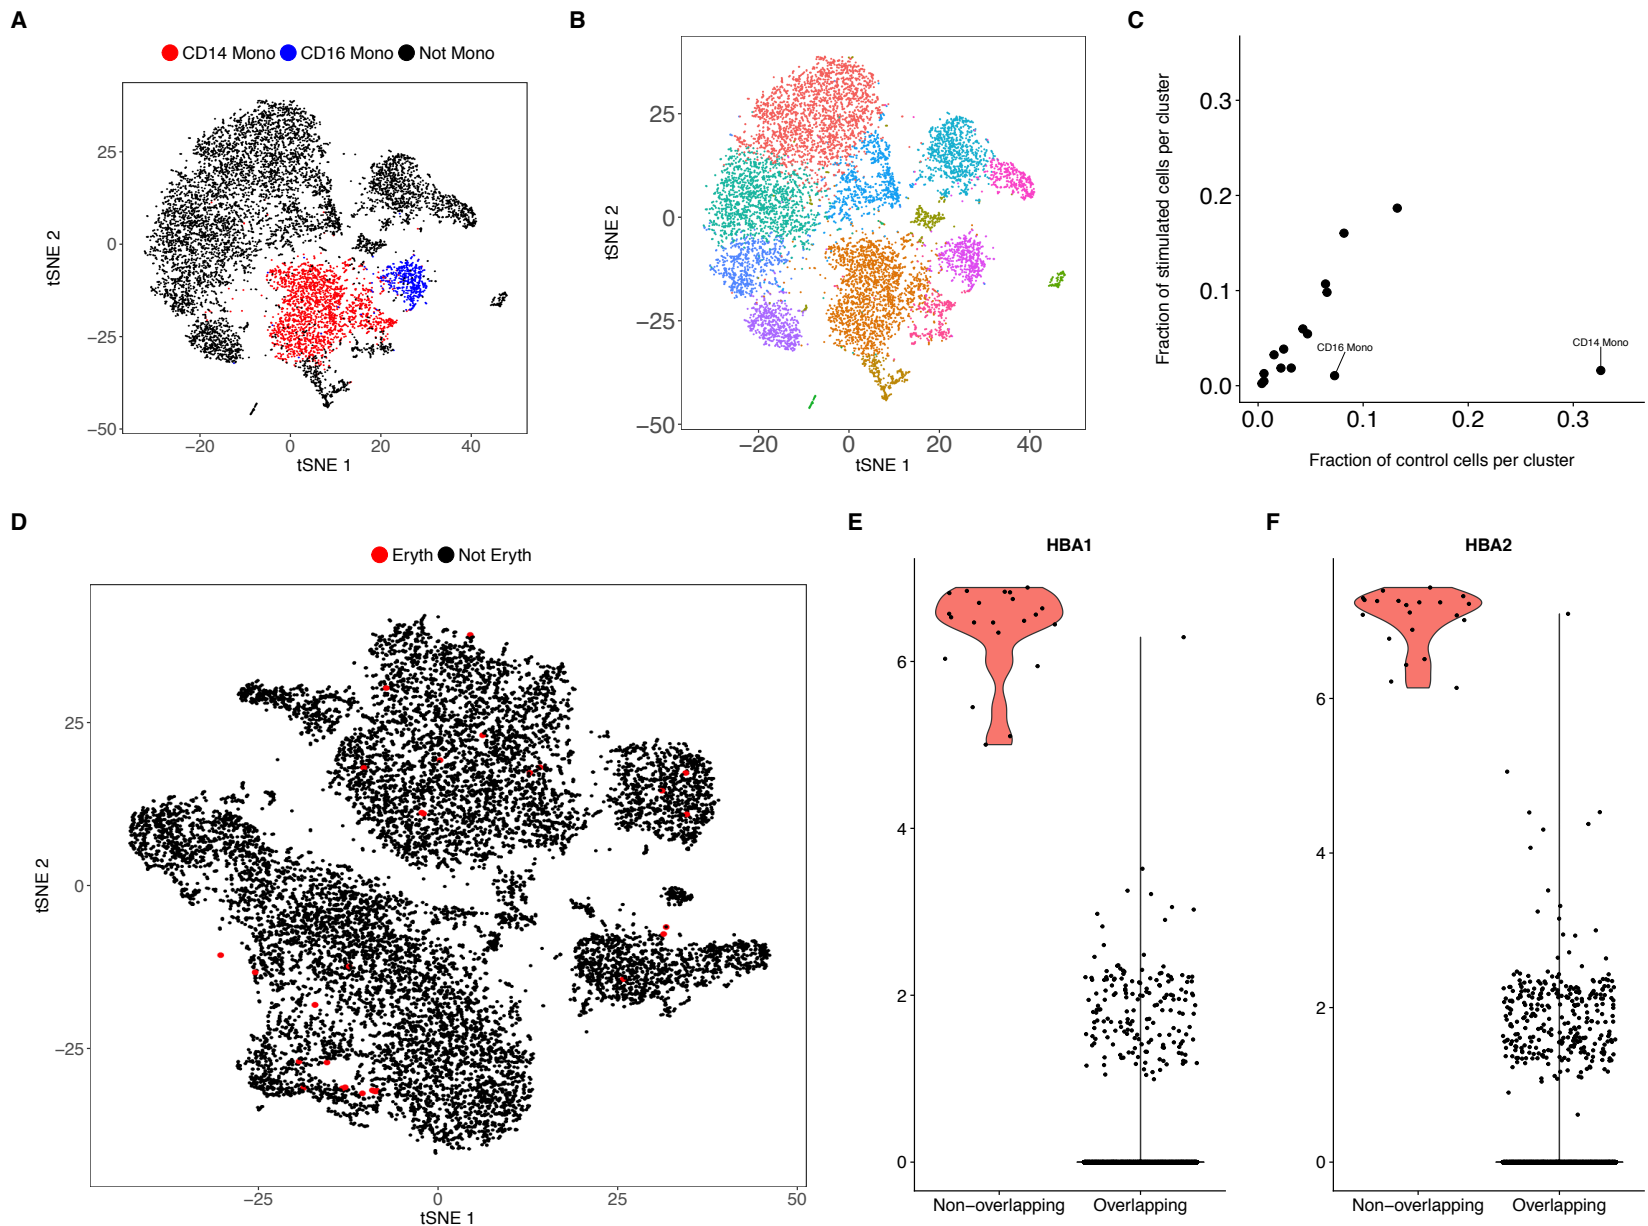 A
CD14 Mono CD16 Mono Not Mono
25
0
−25
−50
tSNE 2
−20 0 20 40
tSNE 1
B
25
0
−25
−50
tSNE 2
−20 0 20 40
tSNE 1
C
0.3
0.2
0.1
0.0
Fraction of stimulated cells per cluster
CD16 Mono
CD14 Mono
0.0 0.1 0.2 0.3
Fraction of control cells per cluster
D
Eryth Not Eryth
25
0
−25
tSNE 2
−25 0 25 50
tSNE 1
E
HBA1
6
4
2
0
Non−overlapping Overlapping
F
HBA2
6
4
2
0
Non−overlapping Overlapping